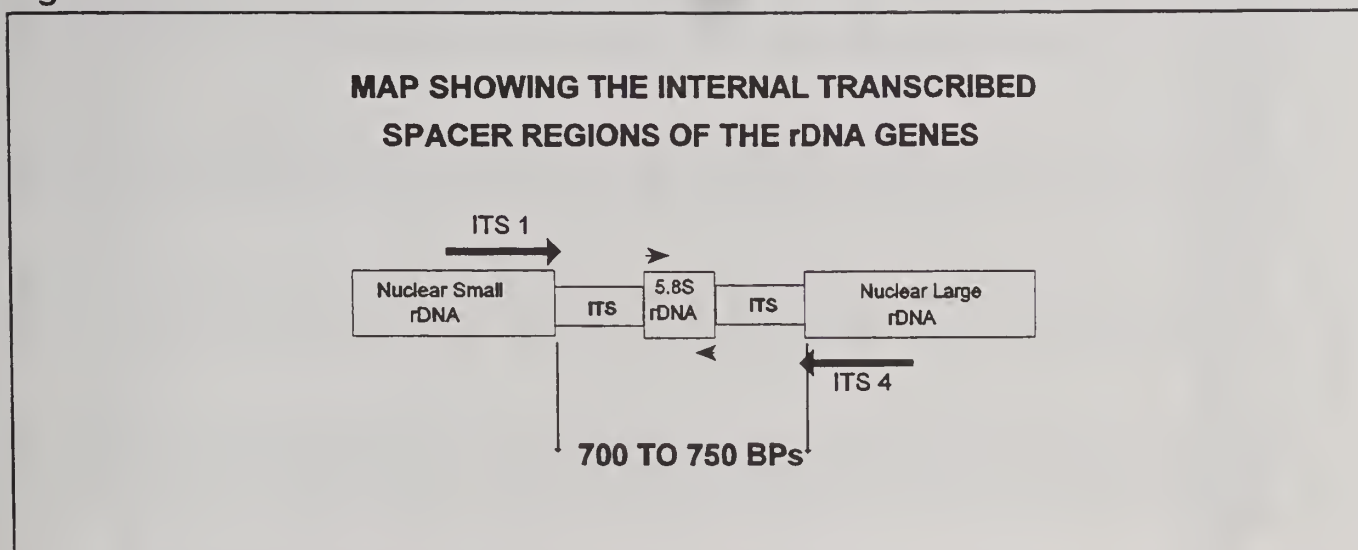 MAP SHOWING THE INTERNAL TRANSCRIBED
SPACER REGIONS OF THE rDNA GENES
ITS 1
Nuclear Small
rDNA
ITS
5.8S
rDNA
ITS
Nuclear Large
rDNA
ITS 4
700 TO 750 BPs